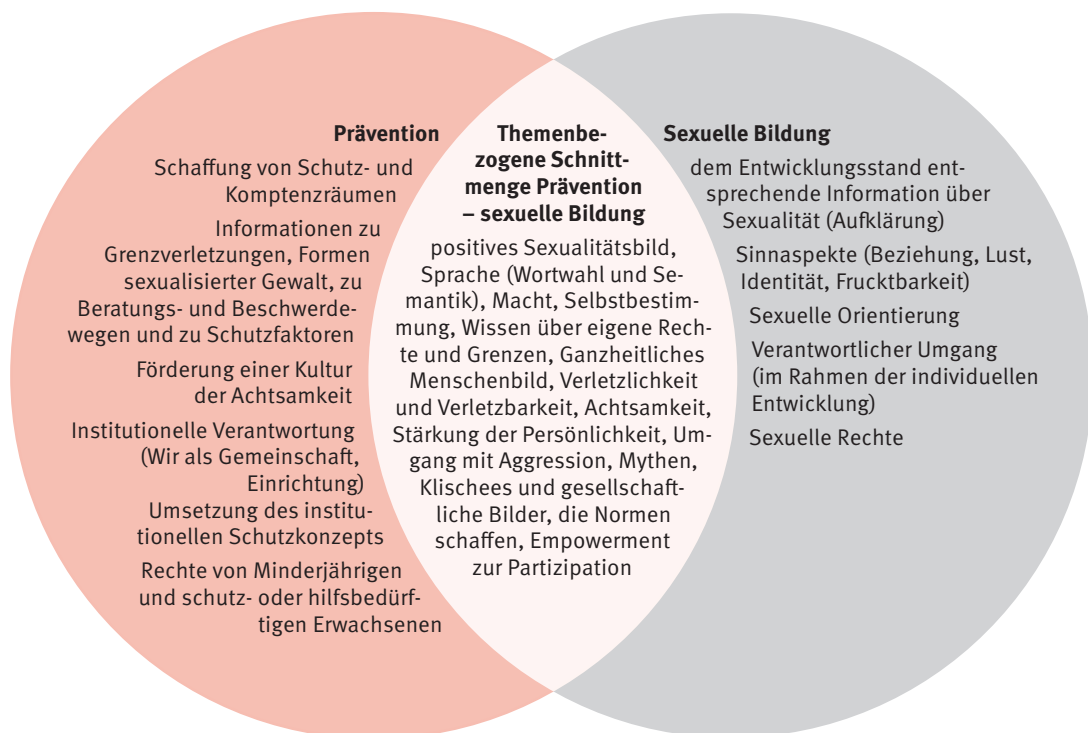 Prävention
Schaffung von Schutz- und
Komptenzräumen
Informationen zu
Grenzverletzungen, Formen
sexualisierter Gewalt, zu
Beratungs- und Beschwerde-
wegen und zu Schutzfaktoren
Förderung einer Kultur
der Achtsamkeit
Institutionelle Verantwortung
(Wir als Gemeinschaft,
Einrichtung)
Umsetzung des institu-
tionellen Schutzkonzepts
Rechte von Minderjährigen
und schutz- oder hilfsbedürf-
tigen Erwachsenen
Themenbe-
zogene Schnitt-
menge Prävention
– sexuelle Bildung
positives Sexualitätsbild,
Sprache (Wortwahl und Se-
mantik), Macht, Selbstbestim-
mung, Wissen über eigene Rech-
te und Grenzen, Ganzheitliches
Menschenbild, Verletzlichkeit
und Verletzbarkeit, Achtsamkeit,
Stärkung der Persönlichkeit, Um-
gang mit Aggression, Mythen,
Klischees und gesellschaft-
liche Bilder, die Normen
schaffen, Empowerment
zur Partizipation
Sexuelle Bildung
dem Entwicklungsstand ent-
sprechende Information über
Sexualität (Aufklärung)
Sinnaspekte (Beziehung, Lust,
Identität, Frucktbarkeit)
Sexuelle Orientierung
Verantwortlicher Umgang
(im Rahmen der individuellen
Entwicklung)
Sexuelle Rechte